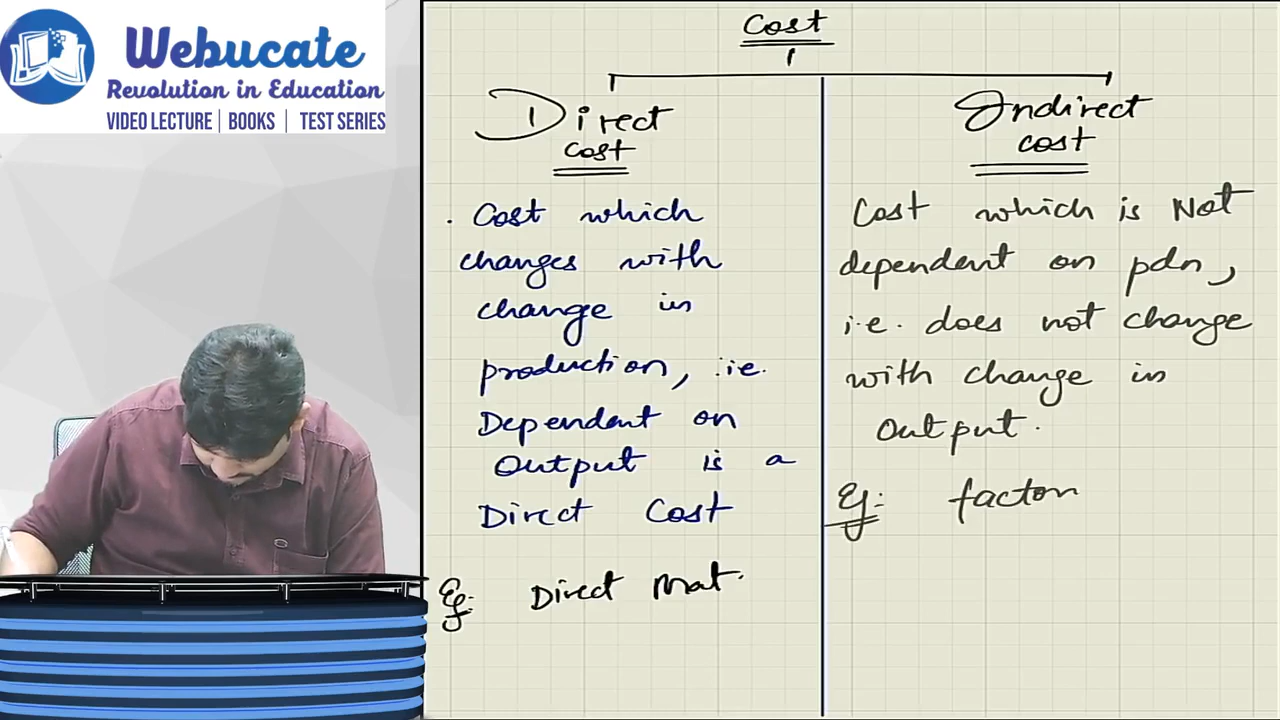 Webucate
Revolution in Education
VIDEO LECTURE | BOOKS | TEST SERIES
Cost
Direct
cost
. Cost which
changes with
change in
production, i.e.
Dependent on
Output is a
Direct Cost
Eg: Direct Mat.
Indirect
cost
Cost which is Not
dependent on pdn,
i.e. does not change
with change in
Output.
Eg: factor